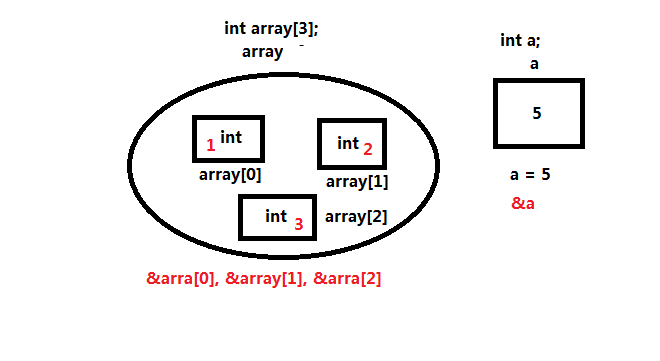 int array[3];
array -
int a;
a
5
1 int
int 2
array[0]
array[1]
a = 5
int 3
array[2]
&a
&arra[0], &array[1], &arra[2]